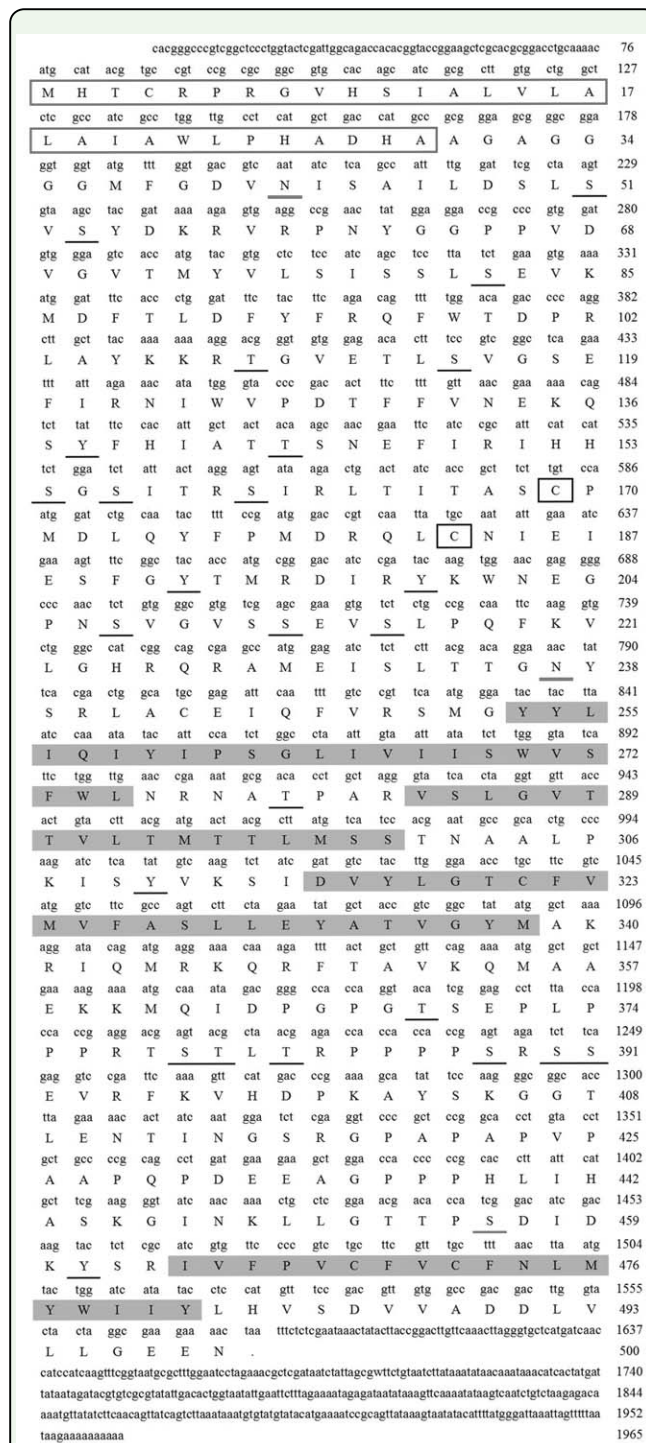 cacgggcccgtcggctccctggtactcgattggcagaccacacggtaccggaagctcgcacgcggacctgcaaaac 76
atg cat acg tgc cgt ccg cgc ggc gtg cac agc atc gcg ctt gtg ctg gct 127
M H T C R P R G V H S I A L V L A 17
ctc gcc atc gcc tgg ttg cct cat gct gac cat gcc gcg gga gcg ggc gga 178
L A I A W L P H A D H A A G A G G 34
ggt ggt atg ttt ggt gac gtc aat atc tca gcc att ttg gat tcg cta agt 229
G G M F G D V N I S A I L D S L S 51
gta agc tac gat aaa aga gtg agg ccg aac tat gga gga ccg ccc gtg gat 280
V S Y D K R V R P N Y G G P P V D 68
gtg gga gtc acc atg tac gtg ctc tcc atc agc tcc tta tct gaa gtg aaa 331
V G V T M Y V L S I S S L S E V K 85
atg gat ttc acc ctg gat ttc tac ttc aga cag ttt tgg aca gac ccc agg 382
M D F T L D F Y F R Q F W T D P R 102
ctt gct tac aaa aaa agg acg ggt gtg gag aca ctt tcc gtc ggc tca gaa 433
L A Y K K R T G V E T L S V G S E 119
ttt att aga aac ata tgg gta ccc gac act ttc ttt gtt aac gaa aaa cag 484
F I R N I W V P D T F F V N E K Q 136
tct tat ttc cac att gct act aca agc aac gaa ttc atc cgc att cat cat 535
S Y F H I A T T S N E F I R I H H 153
tct gga tct att act agg agt ata aga ctg act atc acc gct tct tgt cca 586
S G S I T R S I R L T I T A S C P 170
atg gat ctg caa tac ttt ccg atg gac cgt caa tta tgc aat att gaa atc 637
M D L Q Y F P M D R Q L C N I E I 187
gaa agt ttc ggc tac acc atg cgg gac atc cga tac aag tgg aac gag ggg 688
E S F G Y T M R D I R Y K W N E G 204
ccc aac tct gtg ggc gtg tcg agc gaa gtg tct ctg ccg caa ttc aag gtg 739
P N S V G V S S E V S L P Q F K V 221
ctg ggc cat cgg cag cga gcc atg gag atc tct ctt acg aca gga aac tat 790
L G H R Q R A M E I S L T T G N Y 238
tca cga ctg gca tgc gag att caa ttt gtc cgt tca atg gga tac tac tta 841
S R L A C E I Q F V R S M G Y Y L 255
atc caa ata tac att cca tct ggc cta att gta att ata tct tgg gta tca 892
I Q I Y I P S G L I V I I S W V S 272
ttc tgg ttg aac cga aat gcg aca cct gct agg gta tca cta ggt gtt acc 943
F W L N R N A T P A R V S L G V T 289
act gta ctt acg atg act acg ctt atg tca tcc acg aat gcc gca ctg ccc 994
T V L T M T T L M S S T N A A L P 306
aag atc tca tat gtc aag tct atc gat gtc tac ttg gga acc tgc ttc gtc 1045
K I S Y V K S I D V Y L G T C F V 323
atg gtc ttc gcc agt ctt cta gaa tat gct acc gtc ggc tat atg gct aaa 1096
M V F A S L L E Y A T V G Y M A K 340
agg ata cag atg agg aaa caa aga ttt act gct gtt cag aaa atg gct gct 1147
R I Q M R K Q R F T A V K Q M A A 357
gaa aag aaa atg caa ata gac ggg cca cca ggt aca tcg gag cct tta cca 1198
E K K M Q I D P G P G T S E P L P 374
cca ccg agg acg agt acg cta acg aga cca cca cca ccg agt aga tct tca 1249
P P R T S T L T R P P P P S R S S 391
gag gtc cga ttc aaa gtt cat gac ccg aaa gca tat tcc aag ggc ggc acc 1300
E V R F K V H D P K A Y S K G G T 408
tta gaa aac act atc aat gga tct cga ggt ccc gct ccg gca cct gta cct 1351
L E N T I N G S R G P A P A P V P 425
gct gcc ccg cag cct gat gaa gaa gct gga cca ccc ccg cac ctt att cat 1402
A A P Q P D E E A G P P P H L I H 442
gct tcg aag ggt atc aac aaa ctg ctc gga acg aca cca tcg gac atc gac 1453
A S K G I N K L L G T T P S D I D 459
aag tac tct cgc atc gtg ttc ccc gtc tgc ttc gtt tgc ttt aac tta atg 1504
K Y S R I V F P V C F V C F N L M 476
tac tgg atc ata tac ctc cat gtt tcc gac gtt gtg gcc gac gac ttg gta 1555
Y W I I Y L H V S D V V A D D L V 493
cta cta ggc gaa gaa aac taa tttctctcgaataaactatacttaccggacttgttcaaacttagggtgctcatgatcaac 1637
L L G E E N . 500
catccatcaagtttcggtaatgcgctttggaatcctagaaacgctcgataatctattagcgwttctgtaatcttataaatataacaaataaacatcactatgat 1740
tataatagatacgtgtcgcgtatattgacactggtaatattgaattctttagaaaatagagataatataaagttcaaaatataagtcaatctgtctaagagaca 1844
aaatgttatatcttcaacagttatcagtcttaaataaatgtgtatgtatacatgaaaatccgcagttataaagtaatatacattttatgggattaaattagtttttaa 1952
taagaaaaaaaaaa 1965